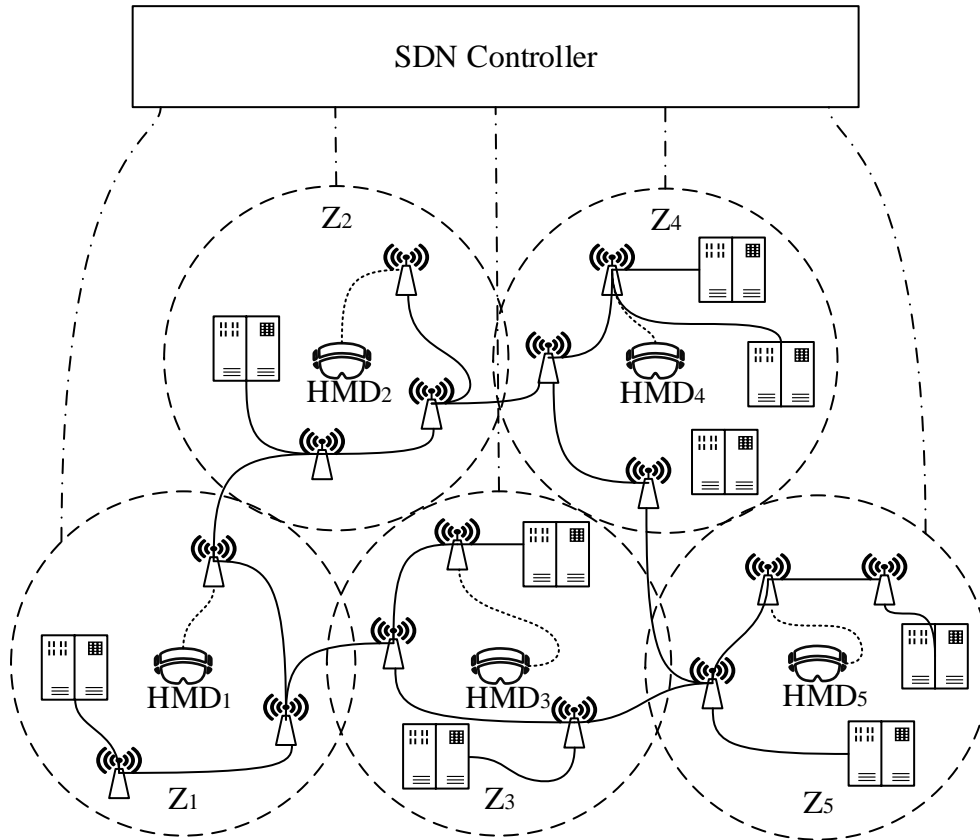 SDN Controller
Z2
Z4
HMD2
HMD4
HMD1
HMD3
HMD5
Z1
Z3
Z5